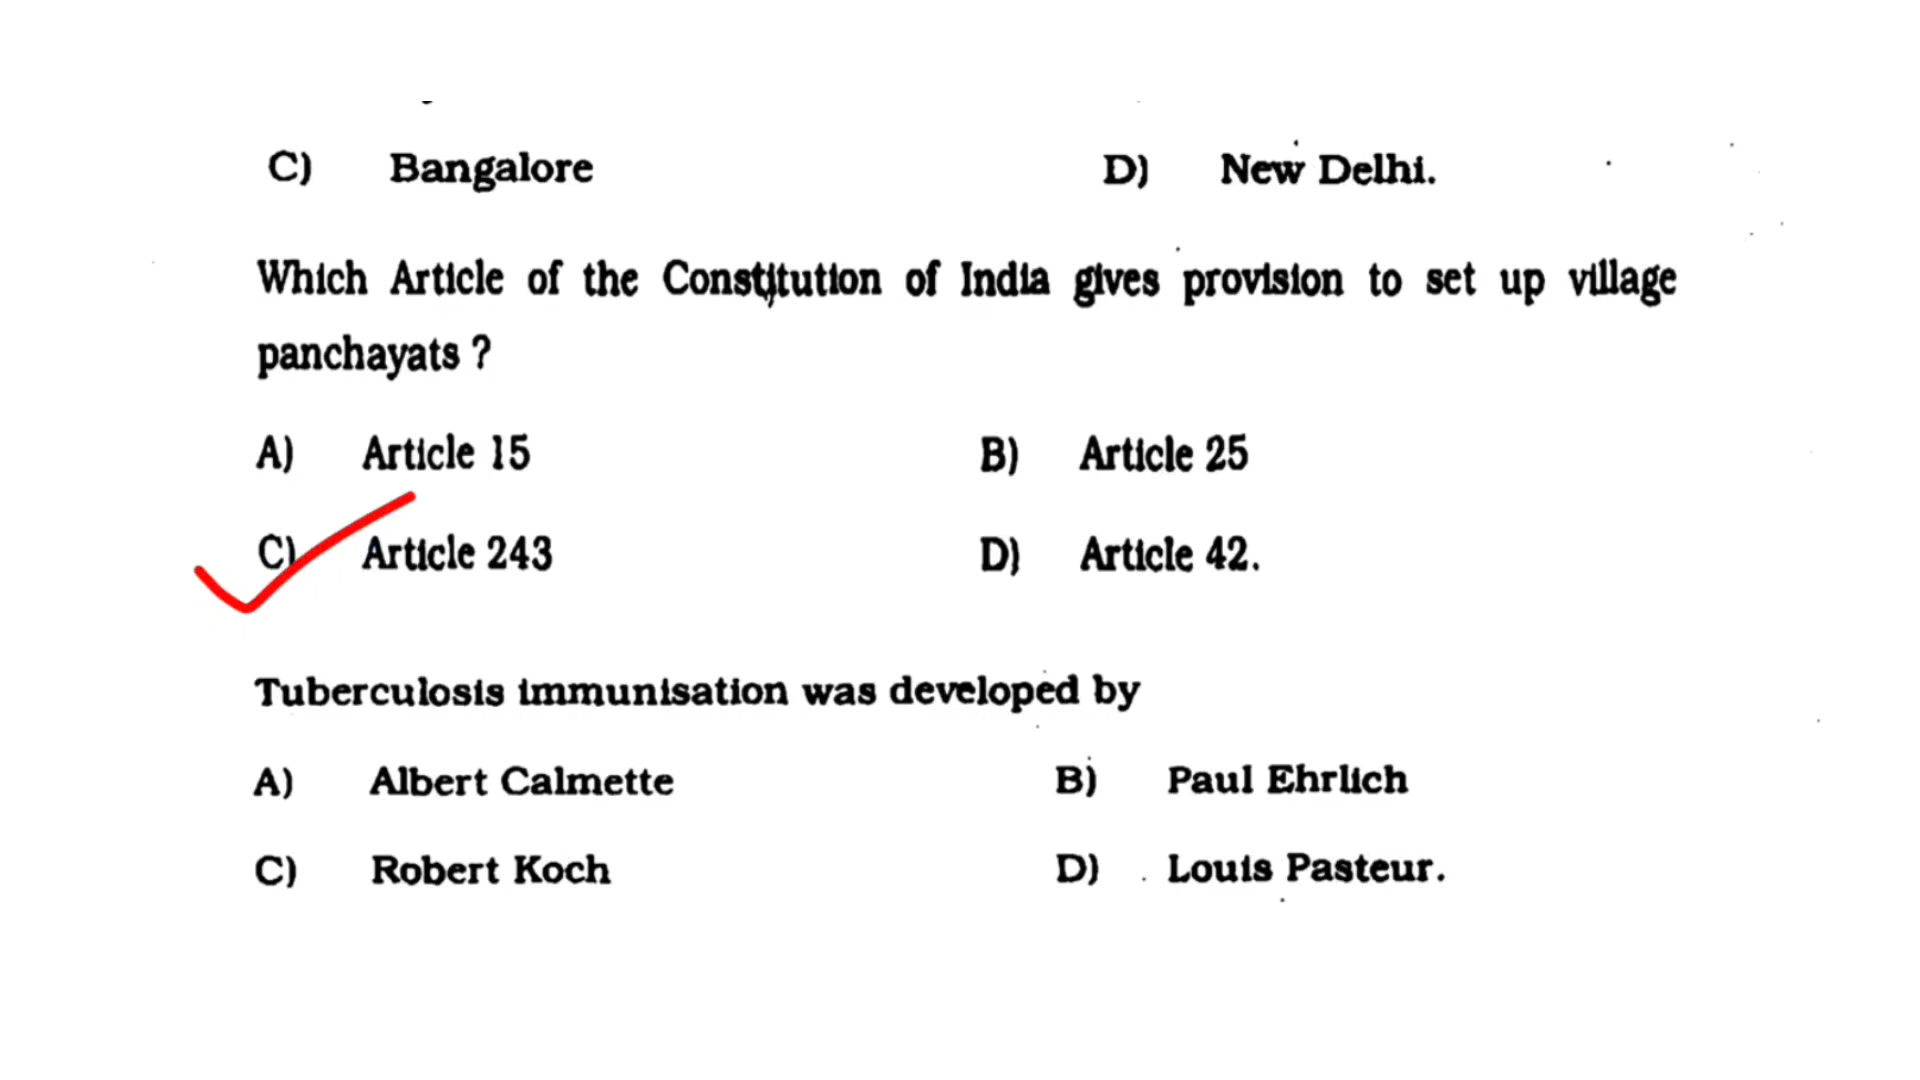 C) Bangalore D) New Delhi.
Which Article of the Constitution of India gives provision to set up village
panchayats ?
A) Article 15 B) Article 25
C) Article 243 D) Article 42.
Tuberculosis immunisation was developed by
A) Albert Calmette B) Paul Ehrlich
C) Robert Koch D) Louis Pasteur.